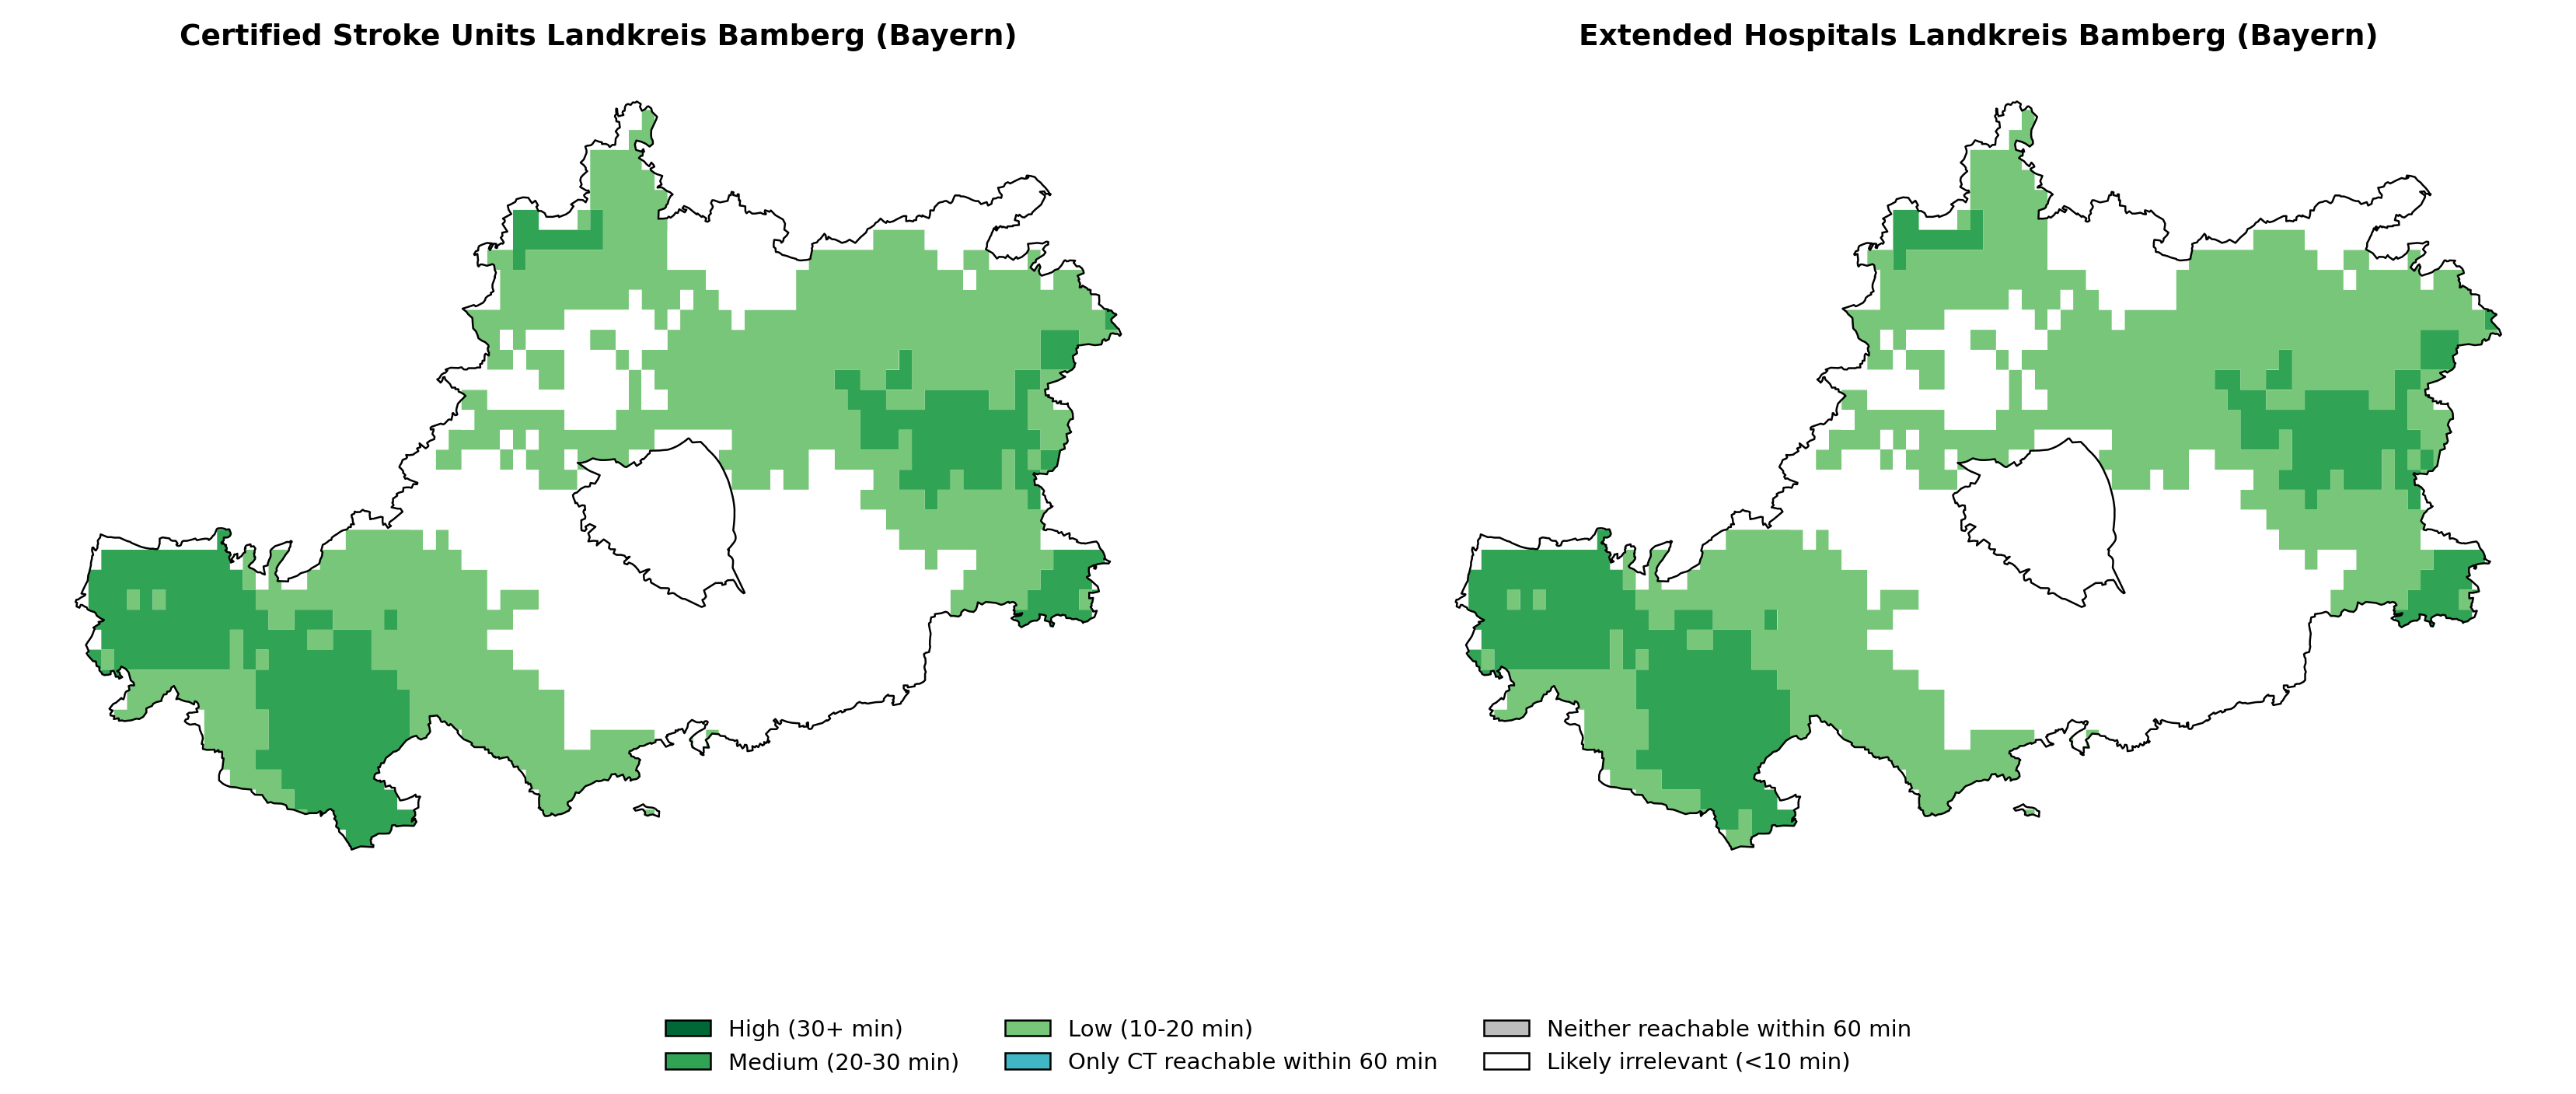 Certified Stroke Units Landkreis Bamberg (Bayern)
Extended Hospitals Landkreis Bamberg (Bayern)
High (30+ min)
Medium (20-30 min)
Low (10-20 min)
Only CT reachable within 60 min
Neither reachable within 60 min
Likely irrelevant (<10 min)